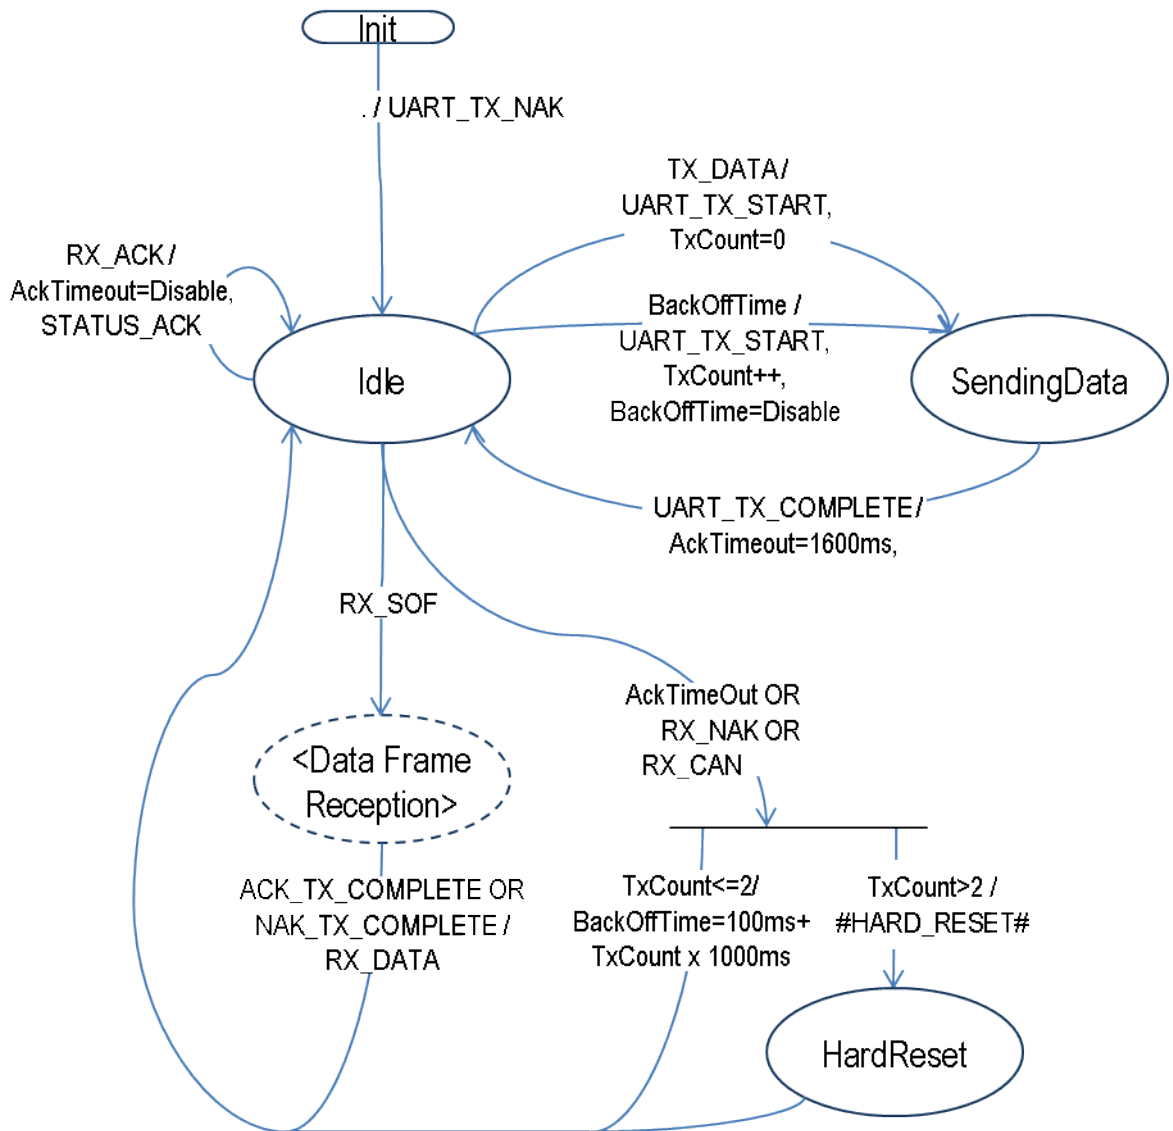 Init
. / UART_TX_NAK
TX_DATA /
UART_TX_START,
TxCount=0
RX_ACK /
AckTimeout=Disable,
STATUS_ACK
BackOffTime /
UART_TX_START,
TxCount++,
BackOffTime=Disable
Idle
SendingData
UART_TX_COMPLETE /
AckTimeout=1600ms,
RX_SOF
AckTimeOut OR
RX_NAK OR
RX_CAN
<Data Frame
Reception>
ACK_TX_COMPLETE OR
NAK_TX_COMPLETE /
RX_DATA
TxCount<=2/
BackOffTime=100ms+
TxCount x 1000ms
TxCount>2 /
#HARD_RESET#
HardReset